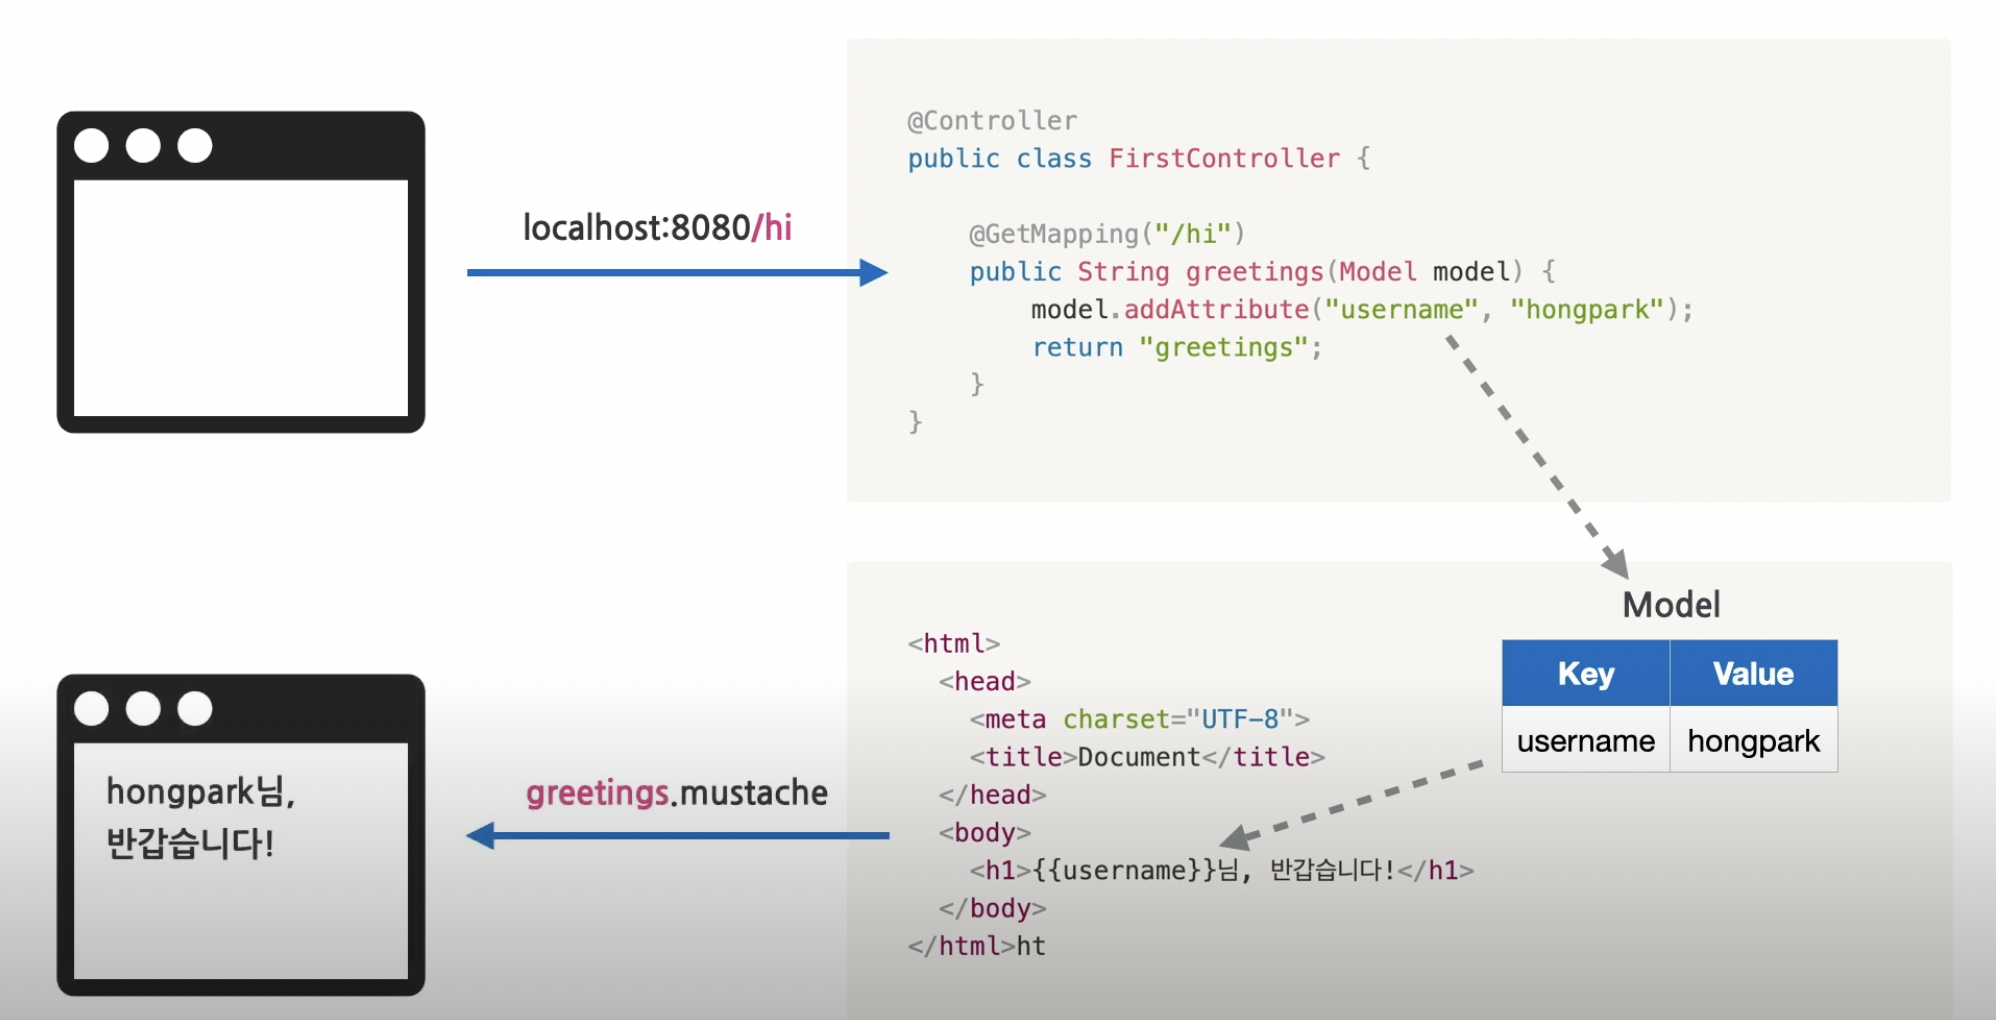 localhost:8080/hi
@Controller
public class FirstController {
@GetMapping("/hi")
public String greetings(Model model) {
model.addAttribute("username", "hongpark");
return "greetings";
}
}
hongpark님,
반갑습니다!
greetings.mustache
<html>
<head>
<meta charset="UTF-8">
<title>Document</title>
</head>
<body>
<h1>{{username}}님, 반갑습니다!</h1>
</body>
</html>ht
Model
Key Value
username hongpark